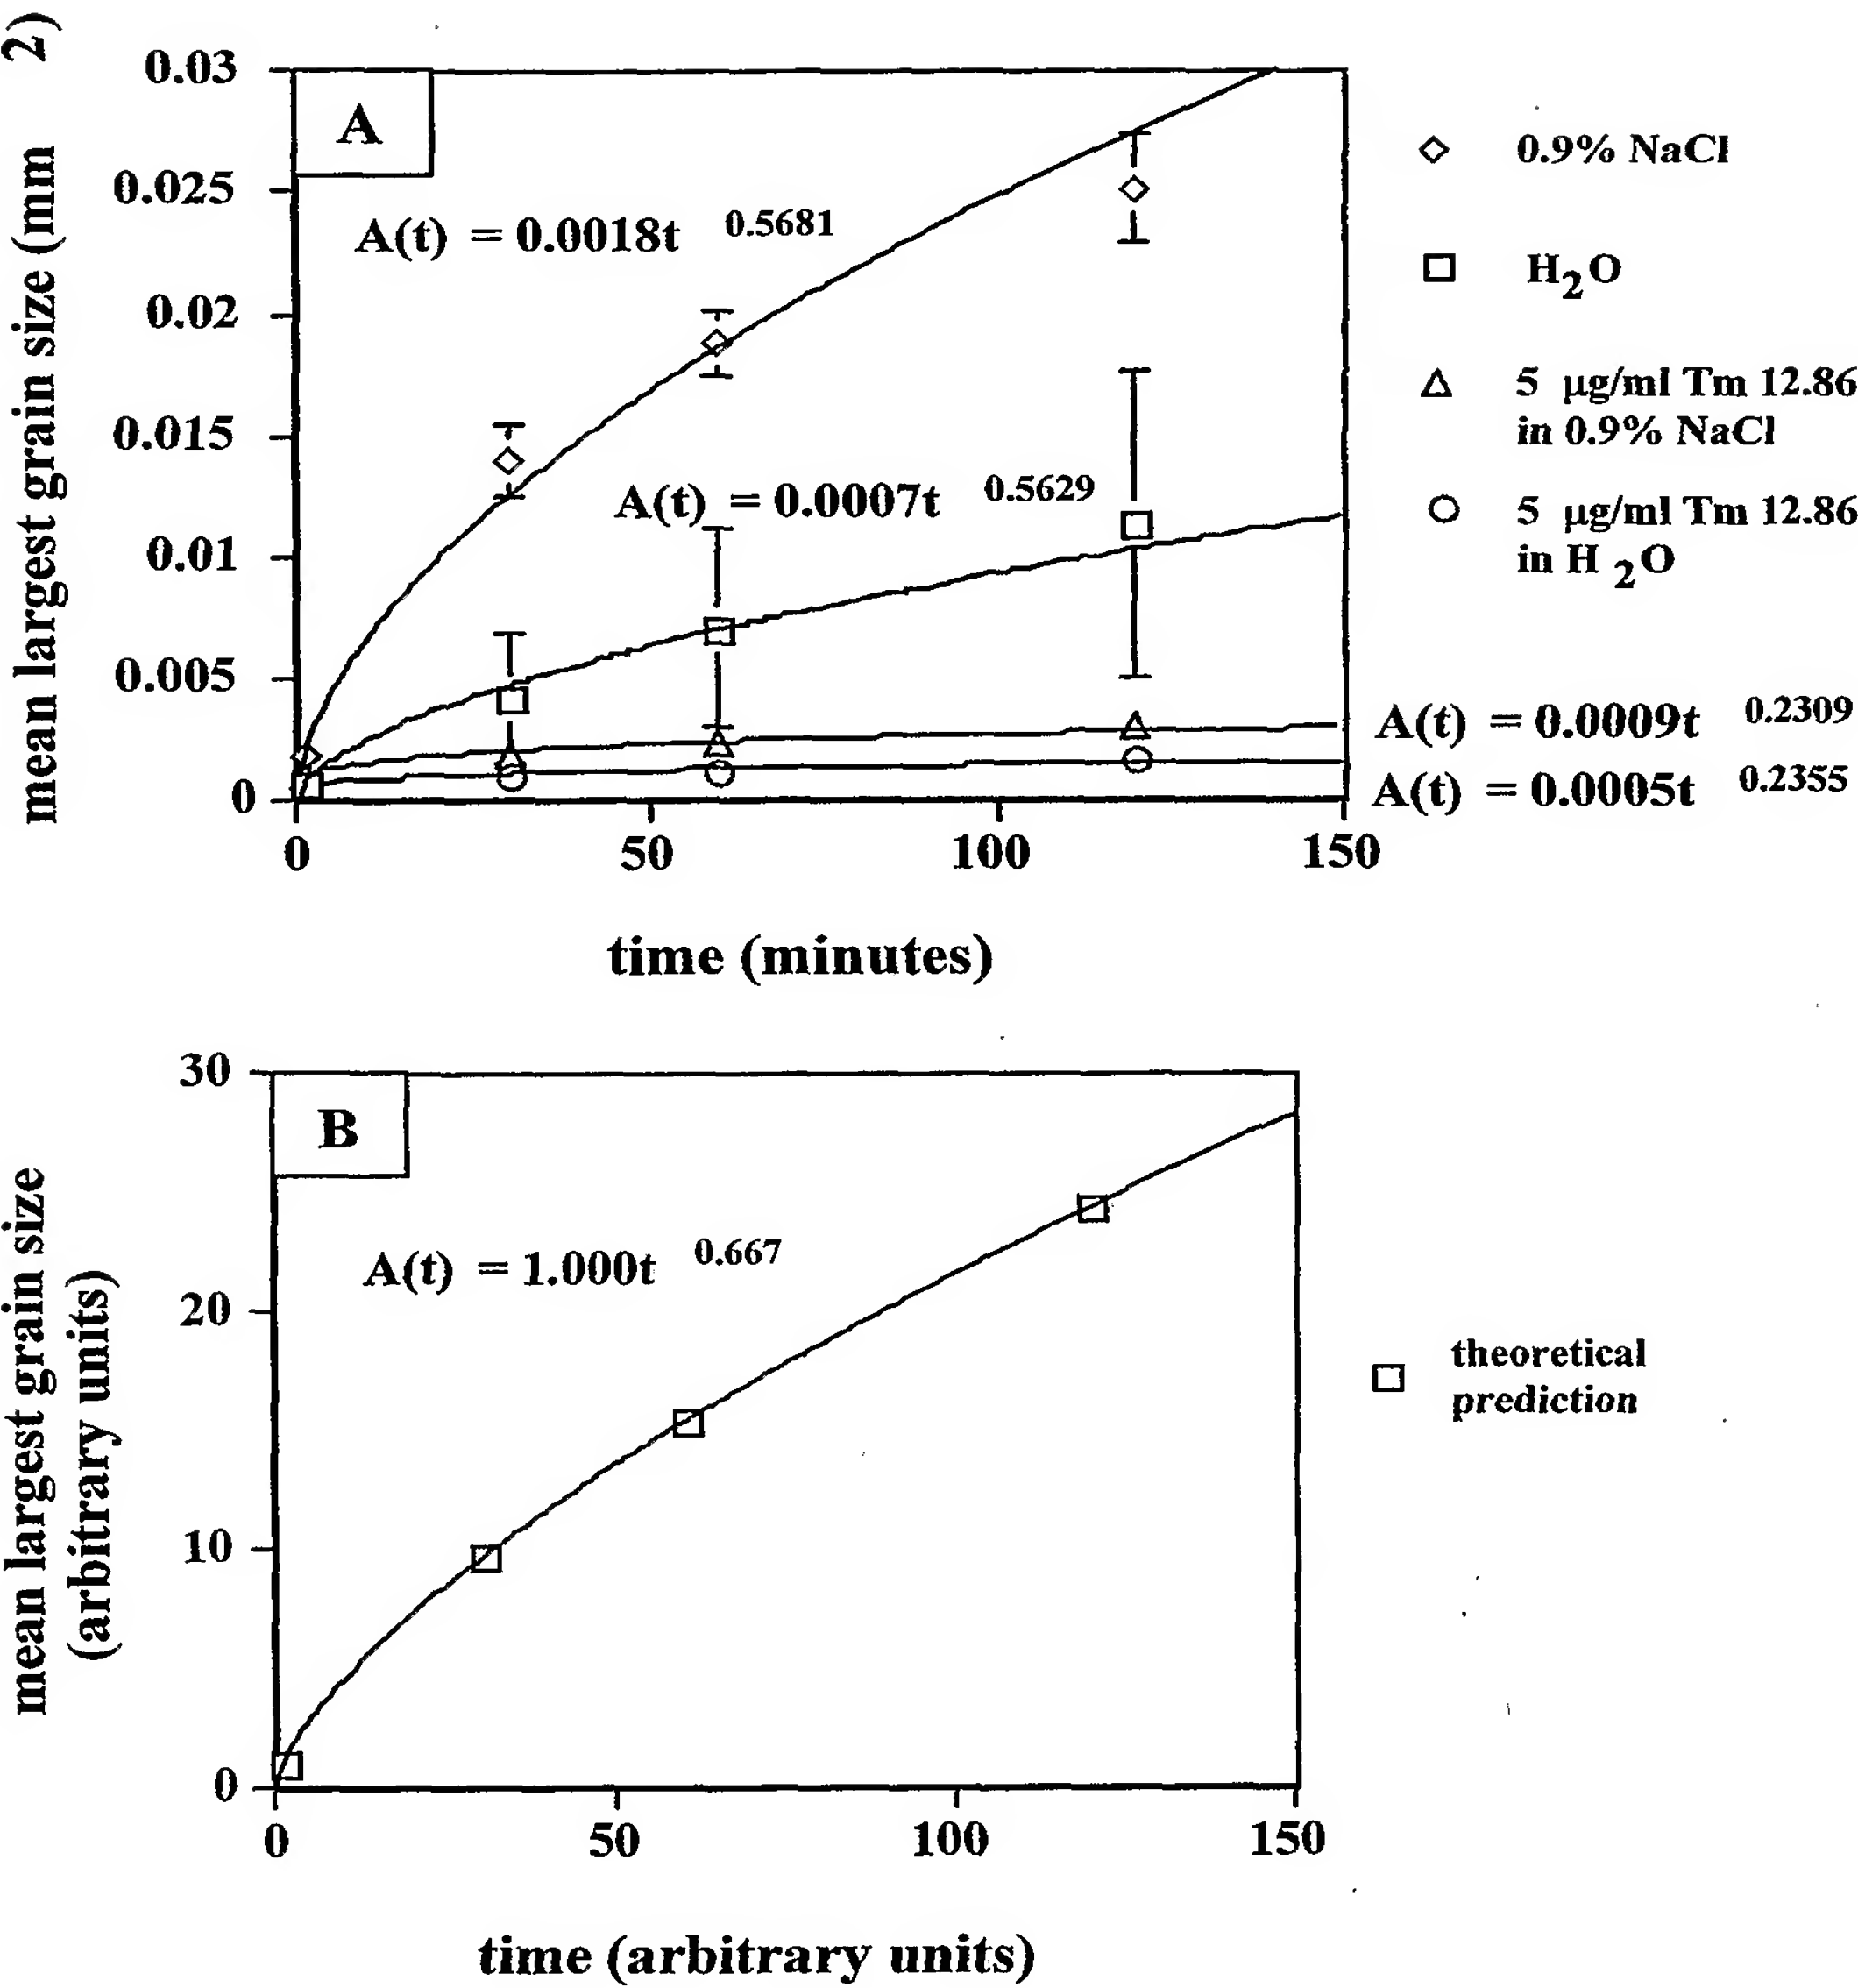 mean largest grain size (mm 2)
0.03
0.025
0.02
0.015
0.01
0.005
0
A
A(t) = 0.0018t 0.5681
A(t) = 0.0007t 0.5629
A(t) = 0.0009t 0.2309
A(t) = 0.0005t 0.2355
0 50 100 150
time (minutes)
0.9% NaCl
H2O
5 µg/ml Tm 12.86
in 0.9% NaCl
5 µg/ml Tm 12.86
in H 2O
mean largest grain size
(arbitrary units)
30
20
10
0
B
A(t) = 1.000t 0.667
0 50 100 150
time (arbitrary units)
theoretical
prediction